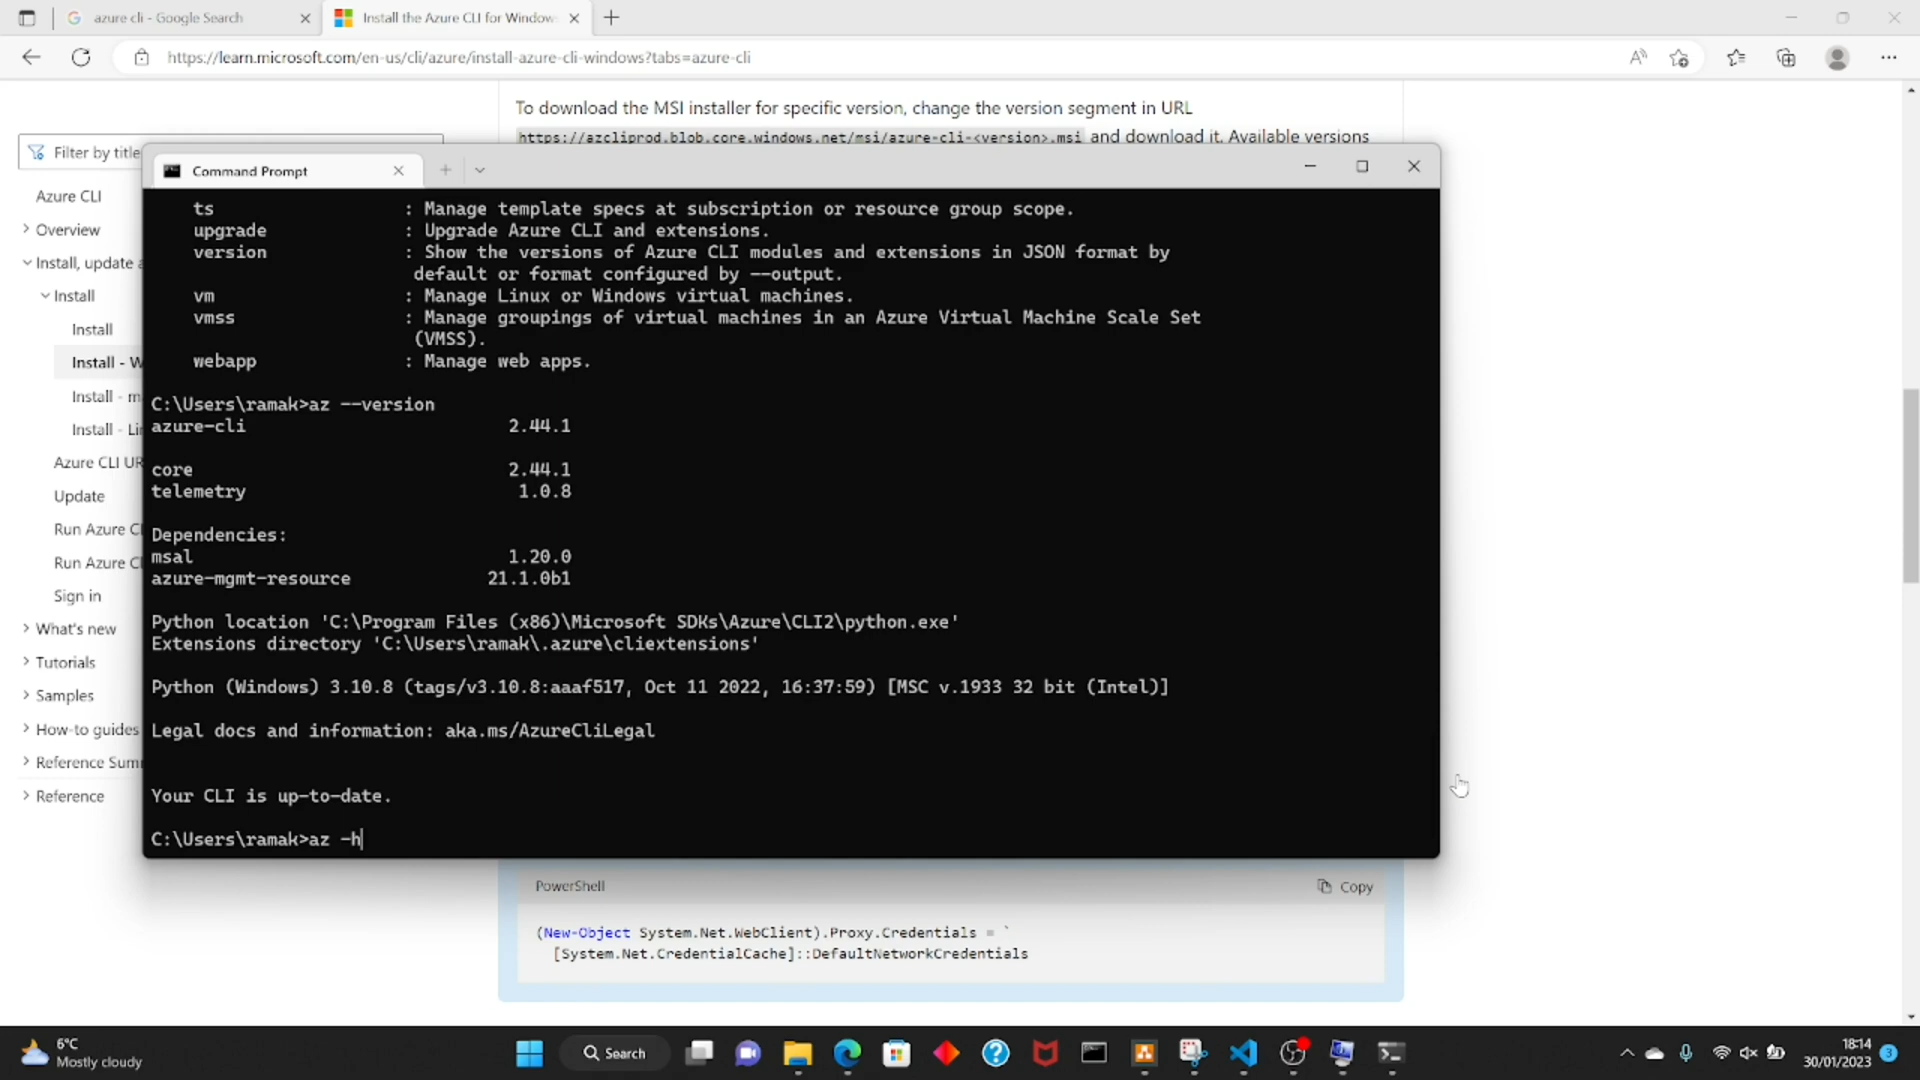 azure cli - Google Search
Install the Azure CLI for Window
https://learn.microsoft.com/en-us/cli/azure/install-azure-cli-windows?tabs=azure-cli
To download the MSI installer for specific version, change the version segment in URL
https://azcliprod.blob.core.windows.net/msi/azure-cli-<version>.msi and download it. Available versions
Filter by title
Azure CLI
Overview
Install, update a
Install
Install
Install - W
Install - m
Install - Li
Azure CLI UR
Update
Run Azure Cl
Run Azure Cl
Sign in
What's new
Tutorials
Samples
How-to guides
Reference Sum
Reference
Command Prompt
ts : Manage template specs at subscription or resource group scope.
upgrade : Upgrade Azure CLI and extensions.
version : Show the versions of Azure CLI modules and extensions in JSON format by
default or format configured by --output.
vm : Manage Linux or Windows virtual machines.
vmss : Manage groupings of virtual machines in an Azure Virtual Machine Scale Set
(VMSS).
webapp : Manage web apps.
C:\Users\ramak>az --version
azure-cli 2.44.1
core 2.44.1
telemetry 1.0.8
Dependencies:
msal 1.20.0
azure-mgmt-resource 21.1.0b1
Python location 'C:\Program Files (x86)\Microsoft SDKs\Azure\CLI2\python.exe'
Extensions directory 'C:\Users\ramak\.azure\cliextensions'
Python (Windows) 3.10.8 (tags/v3.10.8:aaaf517, Oct 11 2022, 16:37:59) [MSC v.1933 32 bit (Intel)]
Legal docs and information: aka.ms/AzureCliLegal
Your CLI is up-to-date.
C:\Users\ramak>az -h
PowerShell
Copy
(New-Object System.Net.WebClient).Proxy.Credentials = `
[System.Net.CredentialCache]::DefaultNetworkCredentials
6°C
Mostly cloudy
Search
18:14
30/01/2023
3